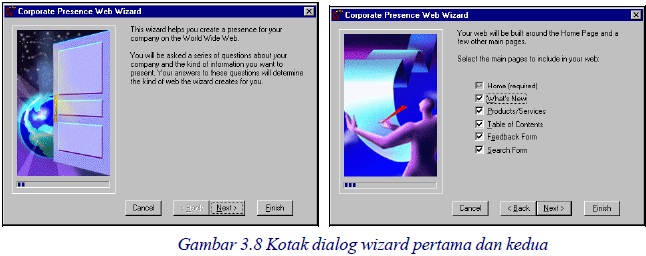 Corporate Presence Web Wizard
This wizard helps you create a presence for your
company on the World Wide Web.
You will be asked a series of questions about your
company and the kind of information you want to
present. Your answers to these questions will determine
the kind of web the wizard creates for you.
Cancel
< Back
Next >
Finish
Corporate Presence Web Wizard
Your web will be built around the Home Page and a
few other main pages.
Select the main pages to include in your web:
Home (required)
What's New
Products/Services
Table of Contents
Feedback Form
Search Form
Cancel
< Back
Next >
Finish
Gambar 3.8 Kotak dialog wizard pertama dan kedua